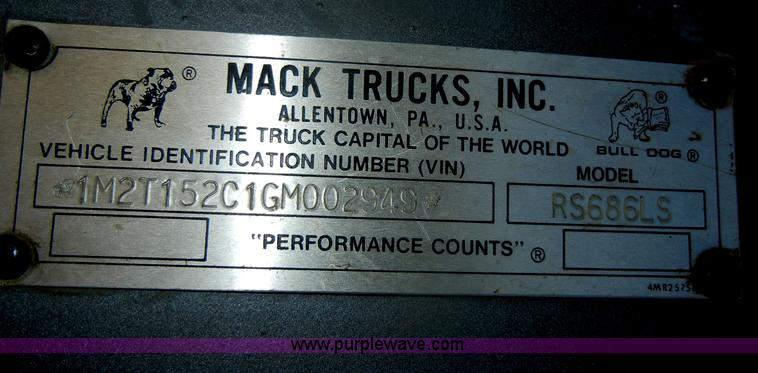 MACK TRUCKS, INC.
ALLENTOWN, PA., U.S.A.
THE TRUCK CAPITAL OF THE WORLD
BULL DOG ®
VEHICLE IDENTIFICATION NUMBER (VIN)
MODEL
*1M2T152C1GM002949*
RS686LS
"PERFORMANCE COUNTS" ®
www.purplewave.com